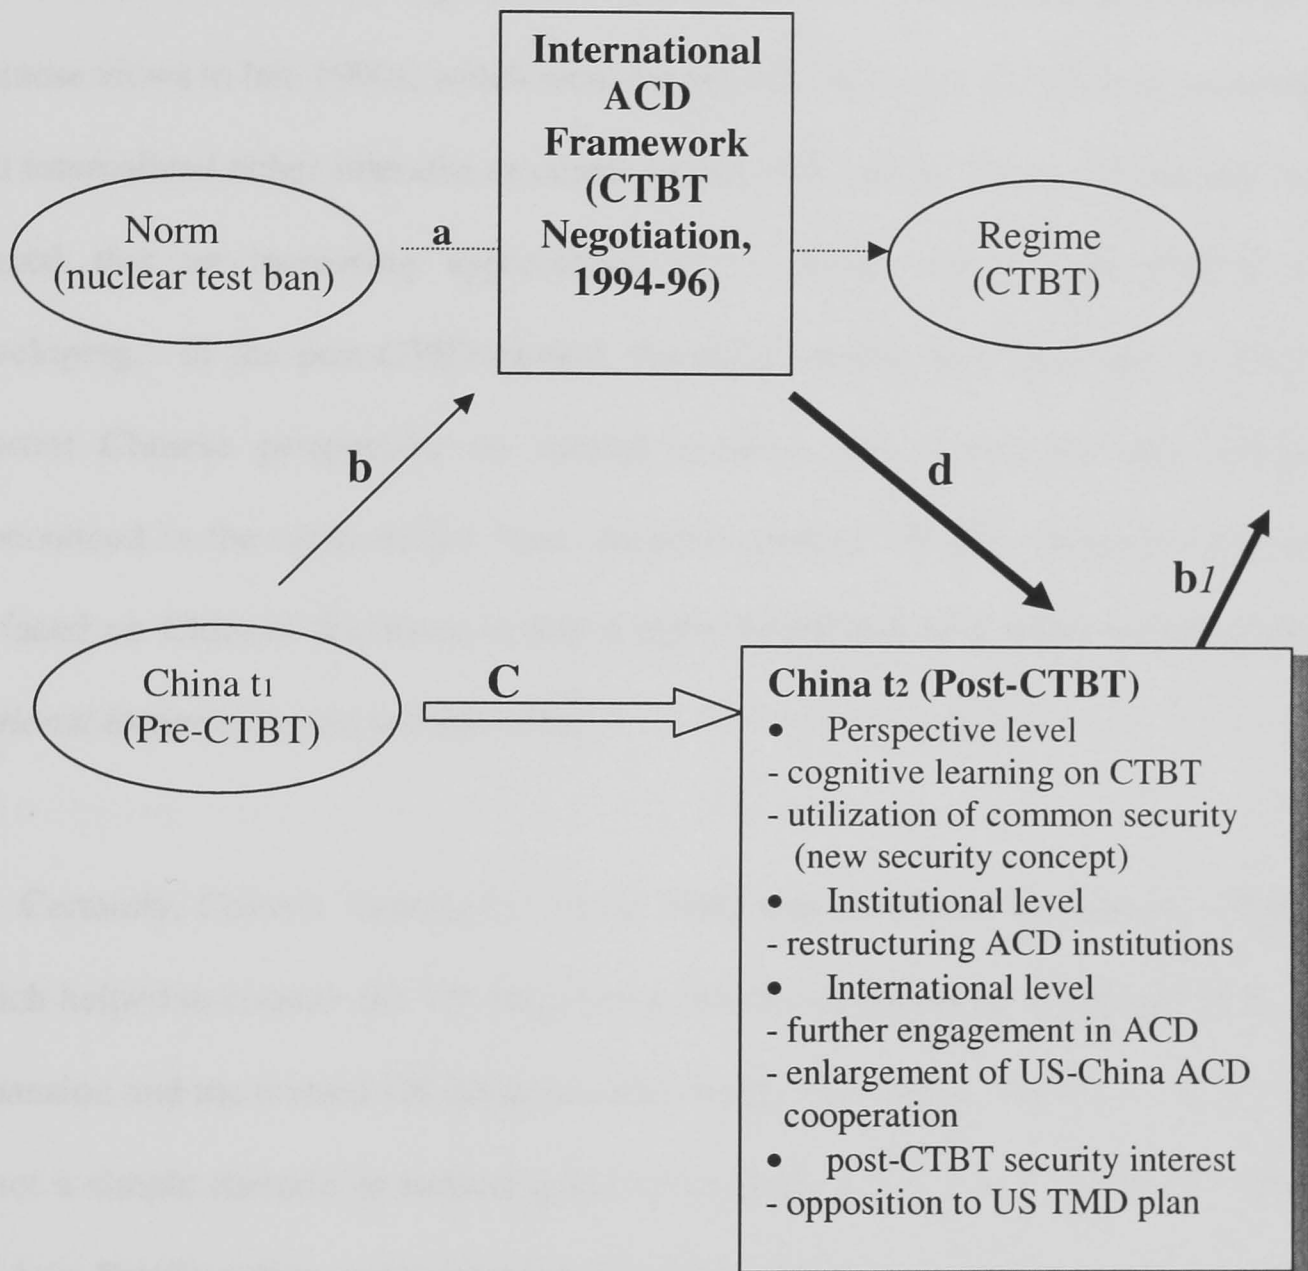 International
ACD
Framework
(CTBT
Negotiation,
1994-96)
Norm
(nuclear test ban)
a
Regime
(CTBT)
b
d
b1
China t1
(Pre-CTBT)
C
China t2 (Post-CTBT)
• Perspective level
- cognitive learning on CTBT
- utilization of common security
(new security concept)
• Institutional level
- restructuring ACD institutions
• International level
- further engagement in ACD
- enlargement of US-China ACD
cooperation
• post-CTBT security interest
- opposition to US TMD plan